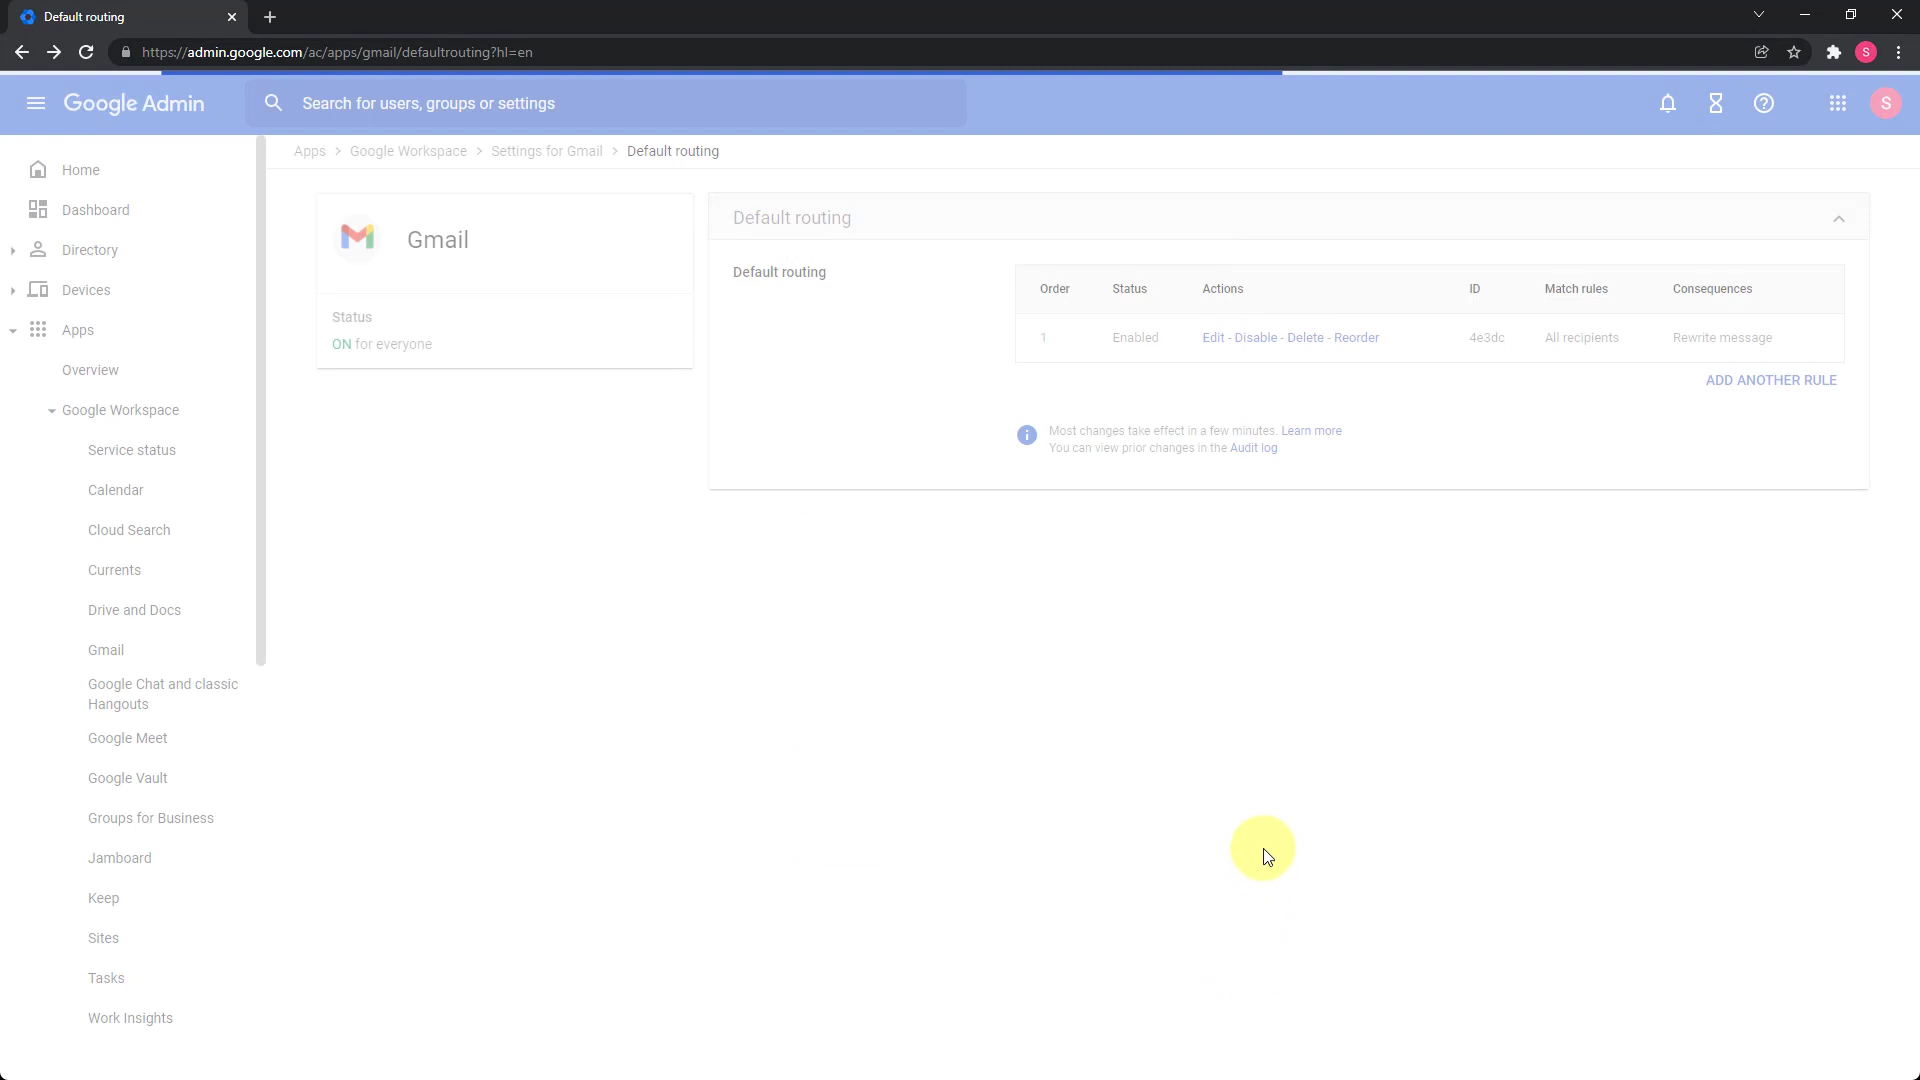 Default routing
https://admin.google.com/ac/apps/gmail/defaultrouting?hl=en
S
Google Admin
Search for users, groups or settings
S
Home
Dashboard
Directory
Devices
Apps
Overview
Google Workspace
Service status
Calendar
Cloud Search
Currents
Drive and Docs
Gmail
Google Chat and classic
Hangouts
Google Meet
Google Vault
Groups for Business
Jamboard
Keep
Sites
Tasks
Work Insights
Apps > Google Workspace > Settings for Gmail > Default routing
Gmail
Status
ON for everyone
Default routing
Default routing
Order Status Actions ID Match rules Consequences
1 Enabled Edit - Disable - Delete - Reorder 4e3dc All recipients Rewrite message
ADD ANOTHER RULE
Most changes take effect in a few minutes. Learn more
You can view prior changes in the Audit log